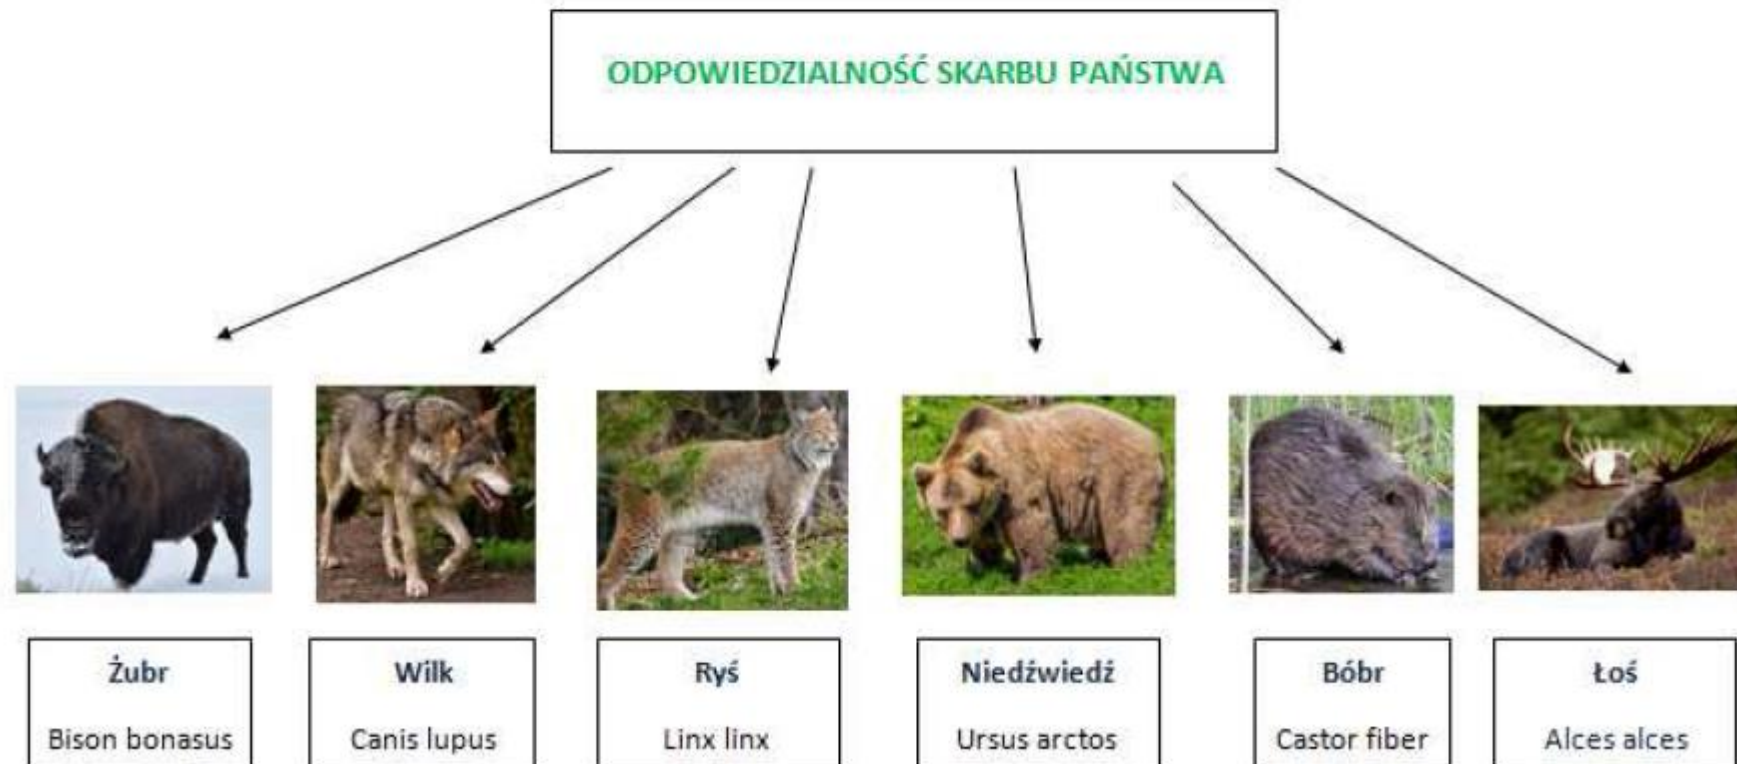 ODPOWIEDZIALNOŚĆ SKARBU PAŃSTWA
Żubr
Bison bonasus
Wilk
Canis lupus
Ryś
Linx linx
Niedźwiedź
Ursus arctos
Bóbr
Castor fiber
Łoś
Alces alces